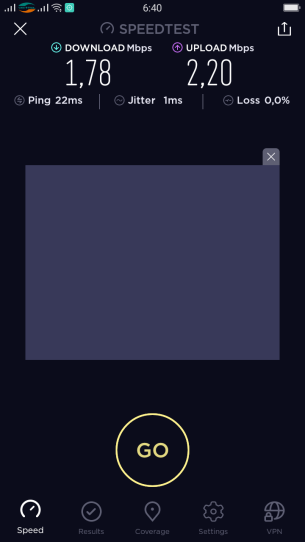 6:40
SPEEDTEST
DOWNLOAD Mbps UPLOAD Mbps
1,78 2,20
Ping 22ms Jitter 1ms Loss 0,0%
GO
Speed Results Coverage Settings VPN